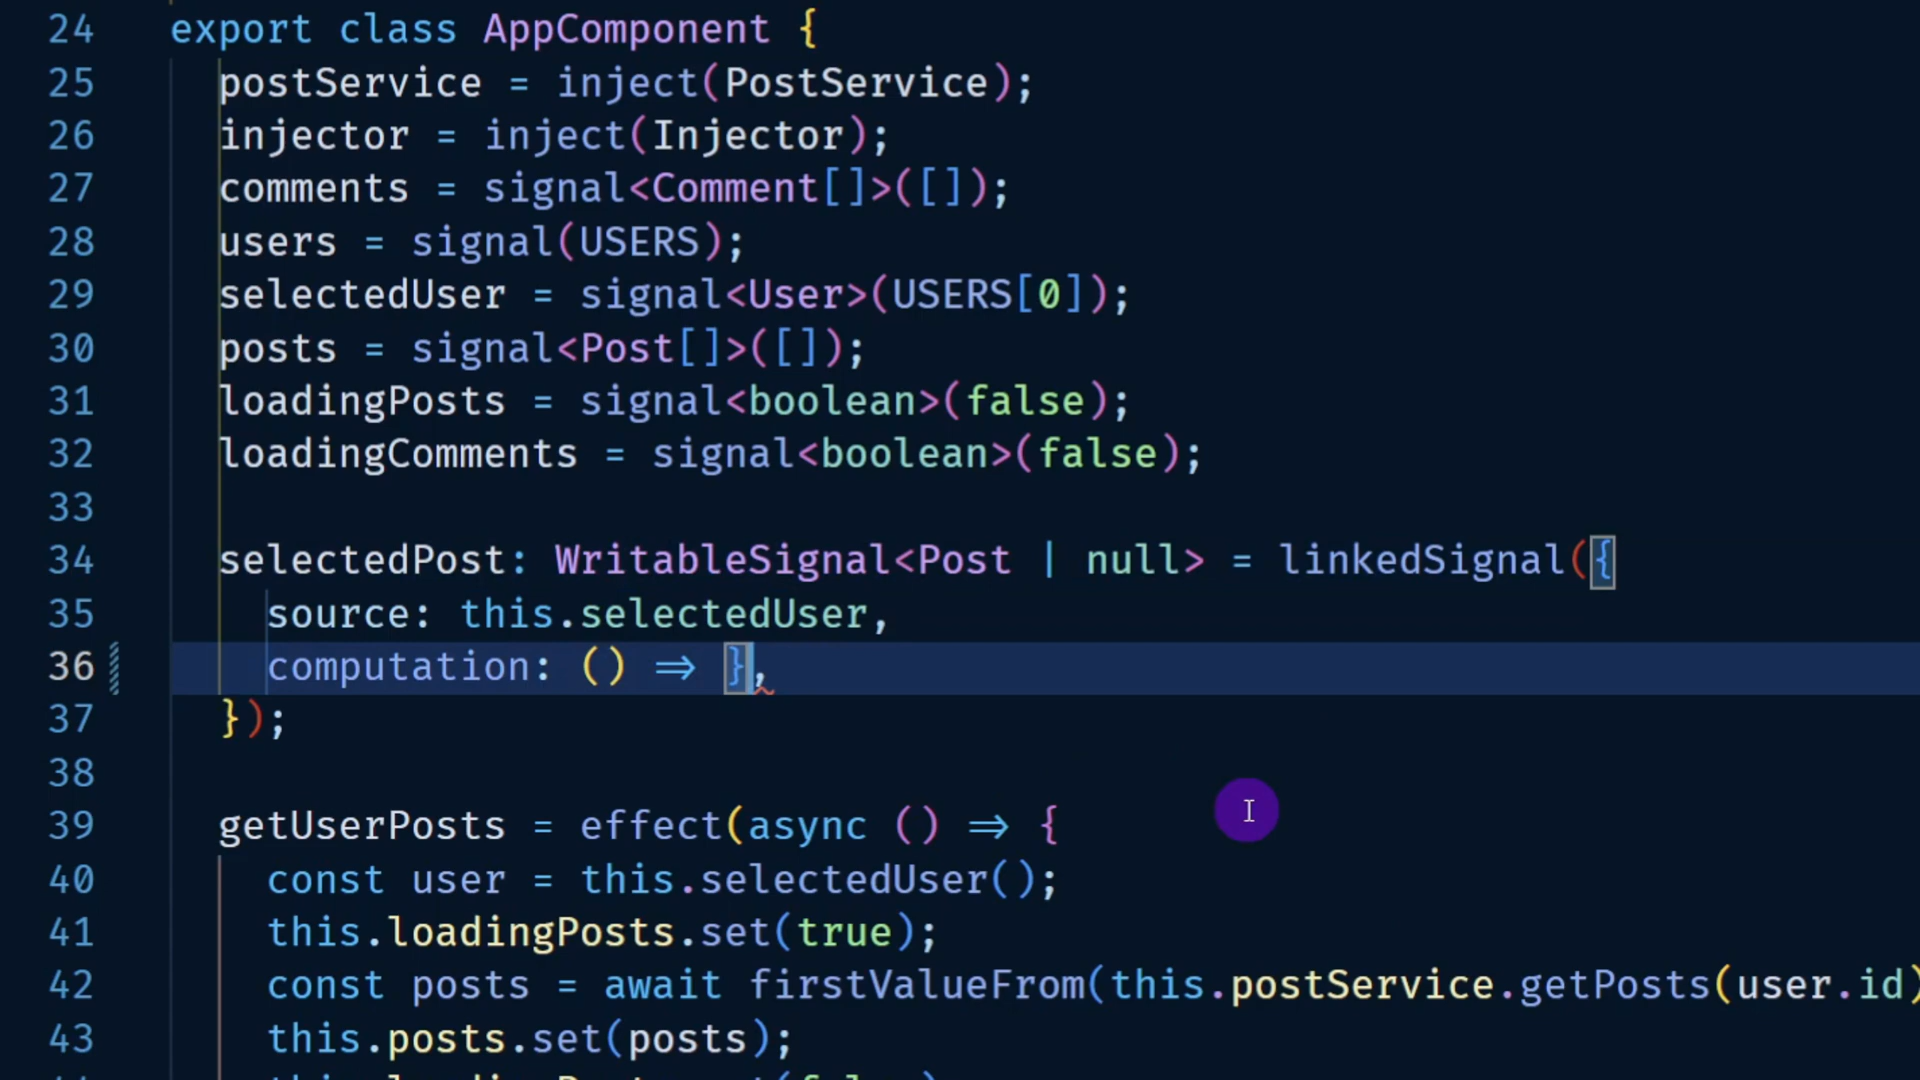 24 export class AppComponent {
25 postService = inject(PostService);
26 injector = inject(Injector);
27 comments = signal<Comment[]>([]);
28 users = signal(USERS);
29 selectedUser = signal<User>(USERS[0]);
30 posts = signal<Post[]>([]);
31 loadingPosts = signal<boolean>(false);
32 loadingComments = signal<boolean>(false);
33
34 selectedPost: WritableSignal<Post | null> = linkedSignal({
35 source: this.selectedUser,
36 computation: () => },
37 });
38
39 getUserPosts = effect(async () => {
40 const user = this.selectedUser();
41 this.loadingPosts.set(true);
42 const posts = await firstValueFrom(this.postService.getPosts(user.id)
43 this.posts.set(posts);